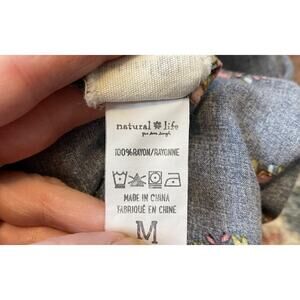 natural life
100% RAYON/RAYONNE
MADE IN CHINA
FABRIQUÉ EN CHINE
M